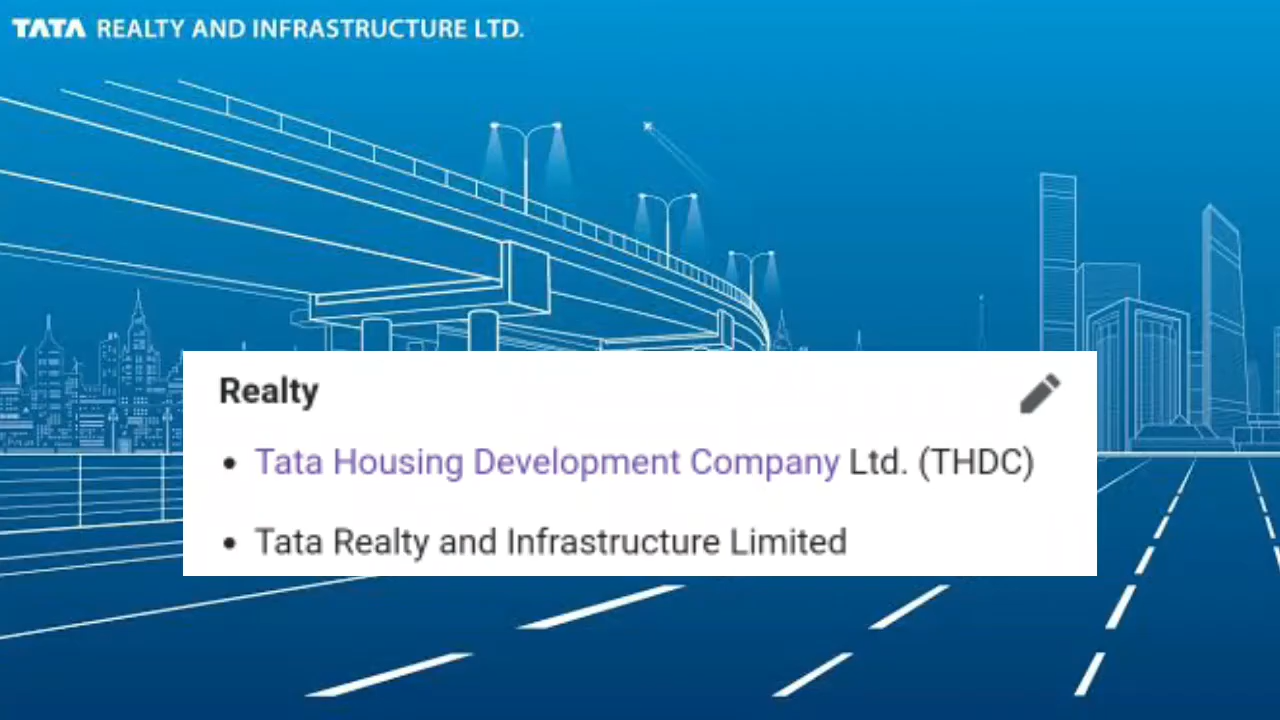 TATA REALTY AND INFRASTRUCTURE LTD.
Realty
• Tata Housing Development Company Ltd. (THDC)
• Tata Realty and Infrastructure Limited